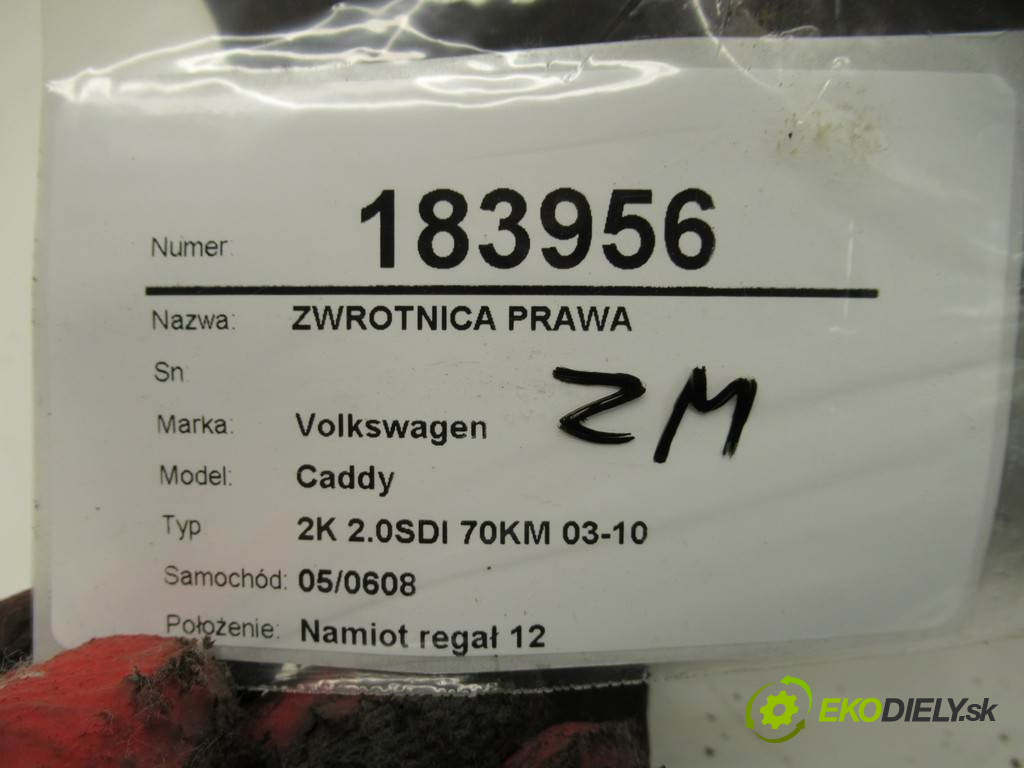 Numer: 183956
Nazwa: ZWROTNICA PRAWA
Sn
ZM
Marka: Volkswagen
Model: Caddy
Typ 2K 2.0SDI 70KM 03-10
Samochód: 05/0608
Położenie: Namiot regał 12
EKODIELY.sk